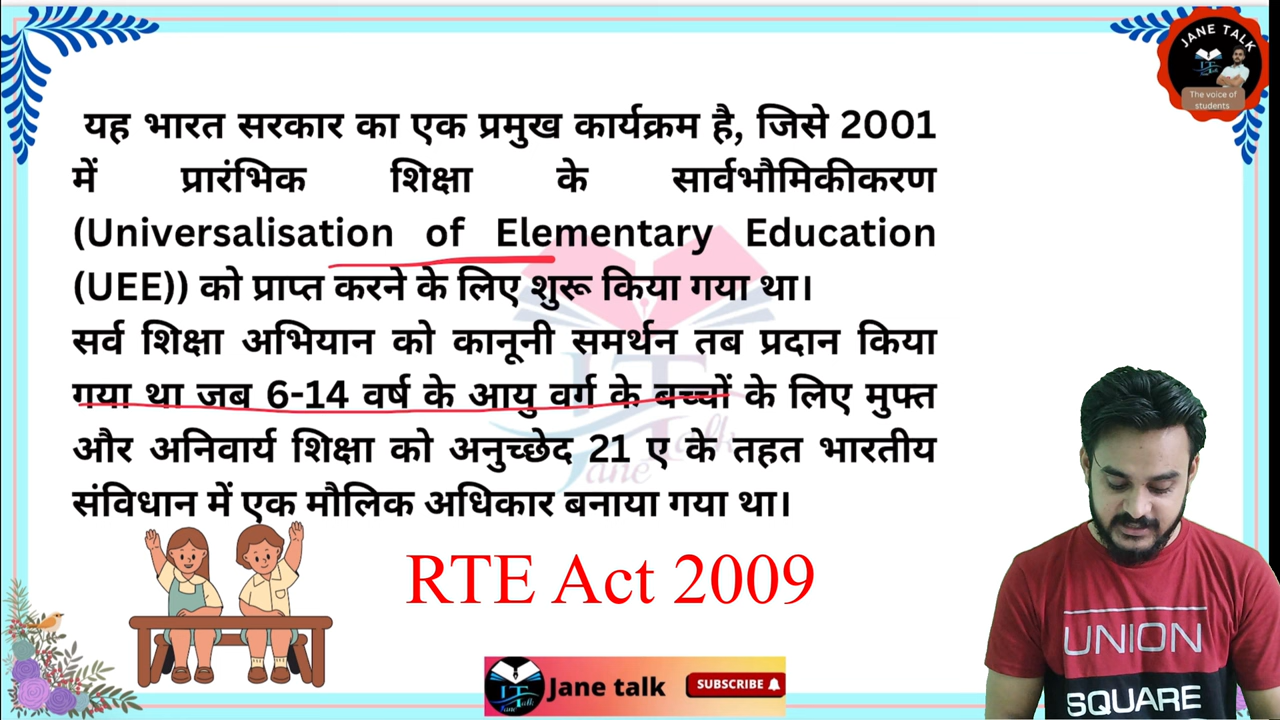 JANE TALK
The voice of
students
यह भारत सरकार का एक प्रमुख कार्यक्रम है, जिसे 2001
में प्रारंभिक शिक्षा के सार्वभौमिकीकरण
(Universalisation of Elementary Education
(UEE)) को प्राप्त करने के लिए शुरू किया गया था।
सर्व शिक्षा अभियान को कानूनी समर्थन तब प्रदान किया
गया था जब 6-14 वर्ष के आयु वर्ग के बच्चों के लिए मुफ्त
और अनिवार्य शिक्षा को अनुच्छेद 21 ए के तहत भारतीय
संविधान में एक मौलिक अधिकार बनाया गया था।
RTE Act 2009
Jane talk
SUBSCRIBE
UNION
SQUARE